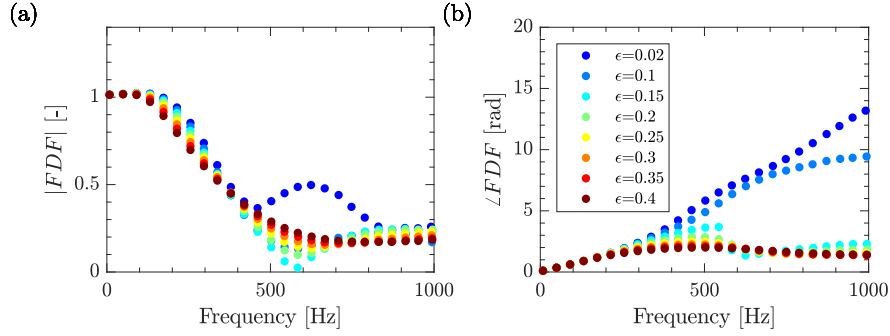 (a)
|FDF| [-]
1
0.5
0
0
500
1000
Frequency [Hz]
(b)
∠FDF [rad]
20
15
10
5
0
0
500
1000
Frequency [Hz]
ϵ=0.02
ϵ=0.1
ϵ=0.15
ϵ=0.2
ϵ=0.25
ϵ=0.3
ϵ=0.35
ϵ=0.4